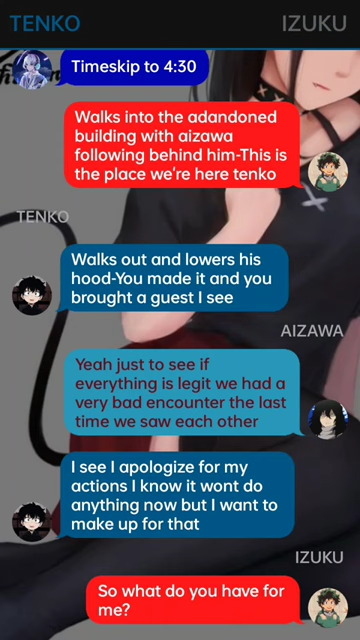 TENKO
IZUKU
Timeskip to 4:30
Walks into the adandoned
building with aizawa
following behind him-This is
the place we're here tenko
TENKO
Walks out and lowers his
hood-You made it and you
brought a guest I see
AIZAWA
Yeah just to see if
everything is legit we had a
very bad encounter the last
time we saw each other
I see I apologize for my
actions I know it wont do
anything now but I want to
make up for that
IZUKU
So what do you have for
me?